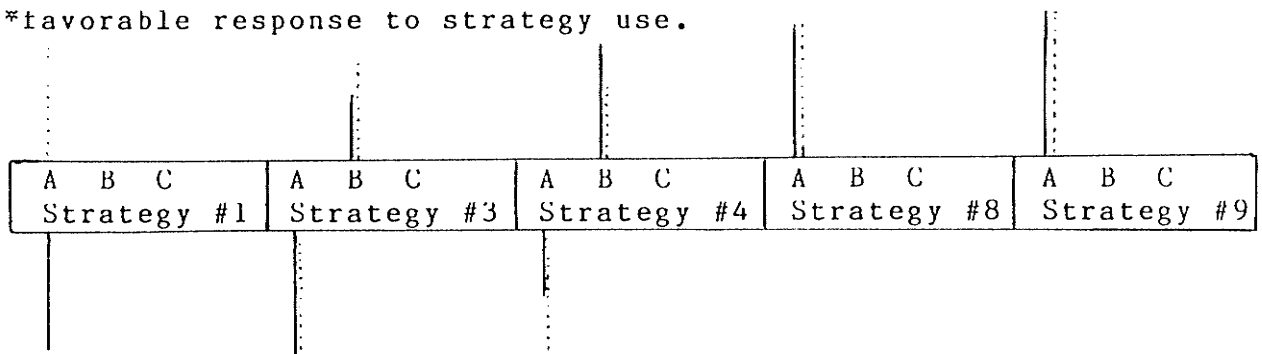 *favorable response to strategy use.
A B C A B C A B C A B C A B C
Strategy #1 Strategy #3 Strategy #4 Strategy #8 Strategy #9